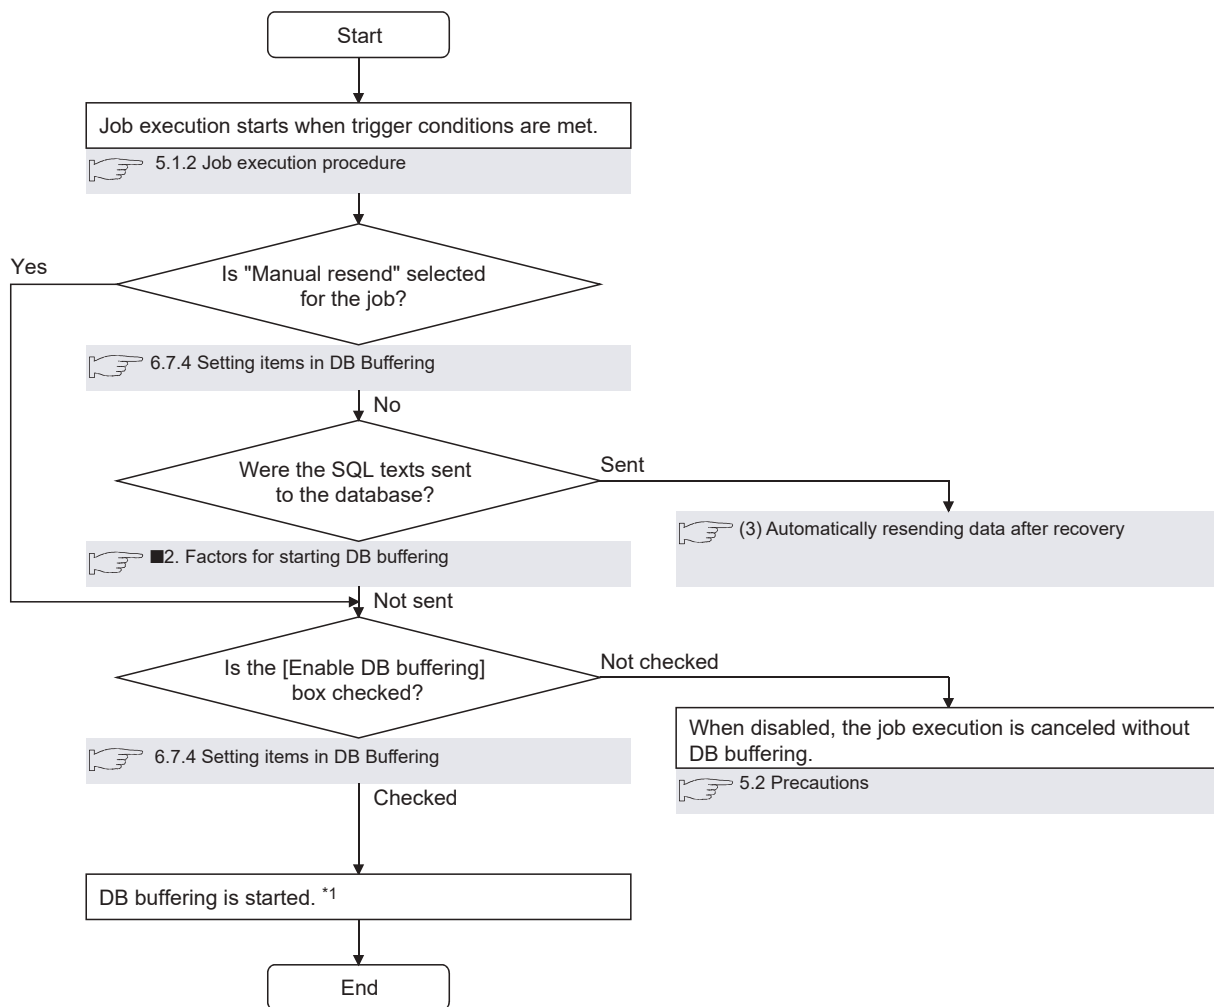 Start
Job execution starts when trigger conditions are met.
5.1.2 Job execution procedure
Yes
Is "Manual resend" selected
for the job?
6.7.4 Setting items in DB Buffering
No
Were the SQL texts sent
to the database?
Sent
(3) Automatically resending data after recovery
■2. Factors for starting DB buffering
Not sent
Is the [Enable DB buffering]
box checked?
Not checked
When disabled, the job execution is canceled without
DB buffering.
5.2 Precautions
6.7.4 Setting items in DB Buffering
Checked
DB buffering is started. *1
End